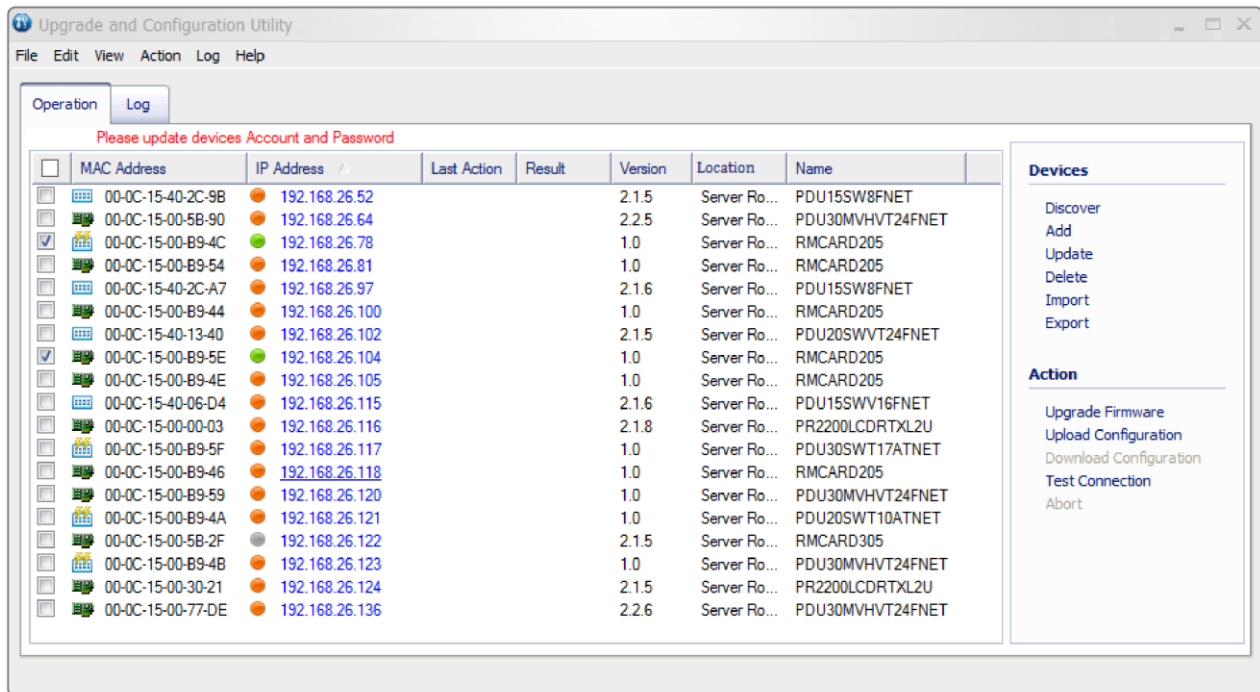 Upgrade and Configuration Utility
File Edit View Action Log Help
Operation Log
Please update devices Account and Password
MAC Address IP Address Last Action Result Version Location Name
00-0C-15-40-2C-9B 192.168.26.52 2.1.5 Server Ro... PDU15SW8FNET
00-0C-15-00-5B-90 192.168.26.64 2.2.5 Server Ro... PDU30MVHVT24FNET
00-0C-15-00-B9-4C 192.168.26.78 1.0 Server Ro... RMCARD205
00-0C-15-00-B9-54 192.168.26.81 1.0 Server Ro... RMCARD205
00-0C-15-40-2C-A7 192.168.26.97 2.1.6 Server Ro... PDU15SW8FNET
00-0C-15-00-B9-44 192.168.26.100 1.0 Server Ro... RMCARD205
00-0C-15-40-13-40 192.168.26.102 2.1.5 Server Ro... PDU20SWVT24FNET
00-0C-15-00-B9-5E 192.168.26.104 1.0 Server Ro... RMCARD205
00-0C-15-00-B9-4E 192.168.26.105 1.0 Server Ro... RMCARD205
00-0C-15-40-06-D4 192.168.26.115 2.1.6 Server Ro... PDU15SWV16FNET
00-0C-15-00-00-03 192.168.26.116 2.1.8 Server Ro... PR2200LCDRTXL2U
00-0C-15-00-B9-5F 192.168.26.117 1.0 Server Ro... PDU30SWT17ATNET
00-0C-15-00-B9-46 192.168.26.118 1.0 Server Ro... RMCARD205
00-0C-15-00-B9-59 192.168.26.120 1.0 Server Ro... PDU30MVHVT24FNET
00-0C-15-00-B9-4A 192.168.26.121 1.0 Server Ro... PDU20SWT10ATNET
00-0C-15-00-5B-2F 192.168.26.122 2.1.5 Server Ro... RMCARD305
00-0C-15-00-B9-4B 192.168.26.123 1.0 Server Ro... PDU30MVHVT24FNET
00-0C-15-00-30-21 192.168.26.124 2.1.5 Server Ro... PR2200LCDRTXL2U
00-0C-15-00-77-DE 192.168.26.136 2.2.6 Server Ro... PDU30MVHVT24FNET
Devices
Discover
Add
Update
Delete
Import
Export
Action
Upgrade Firmware
Upload Configuration
Download Configuration
Test Connection
Abort